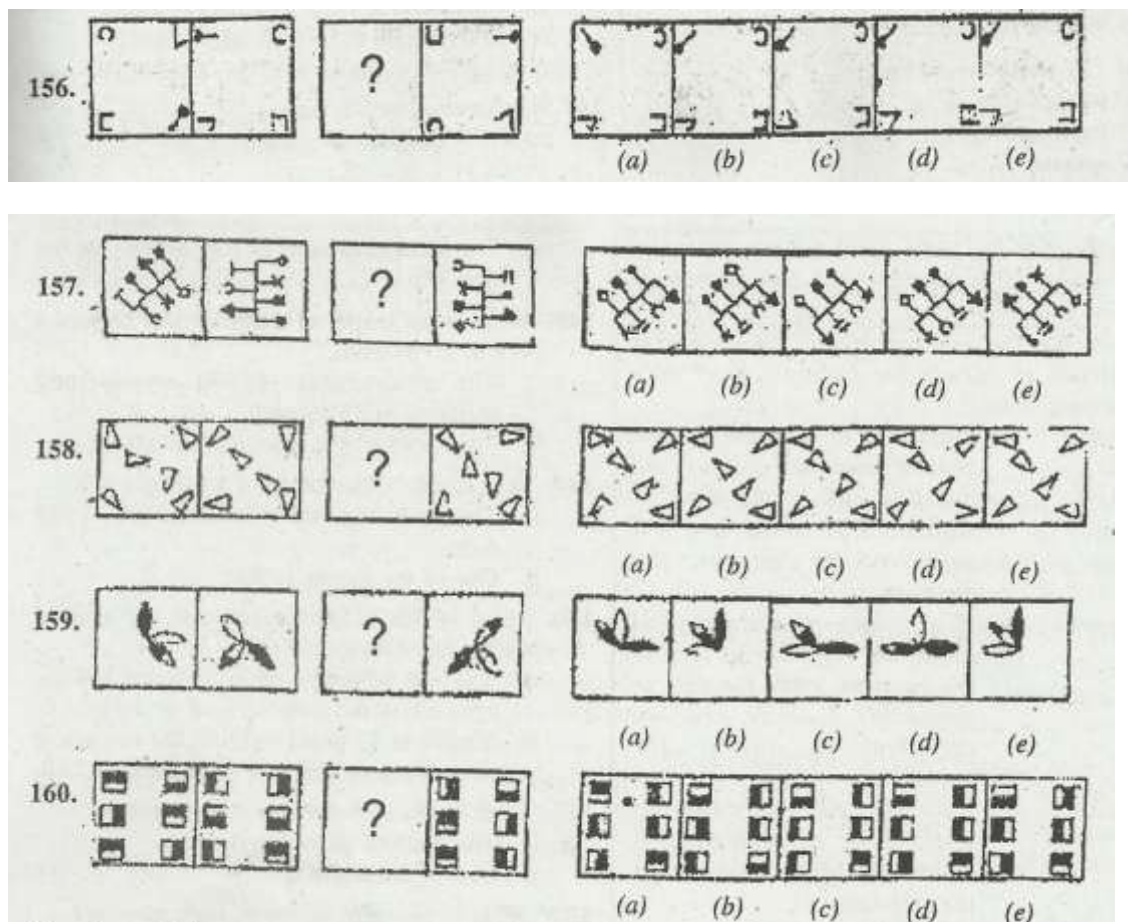 156. ?
(a) (b) (c) (d) (e)
157. ?
(a) (b) (c) (d) (e)
158. ?
(a) (b) (c) (d) (e)
159. ?
(a) (b) (c) (d) (e)
160. ?
(a) (b) (c) (d) (e)